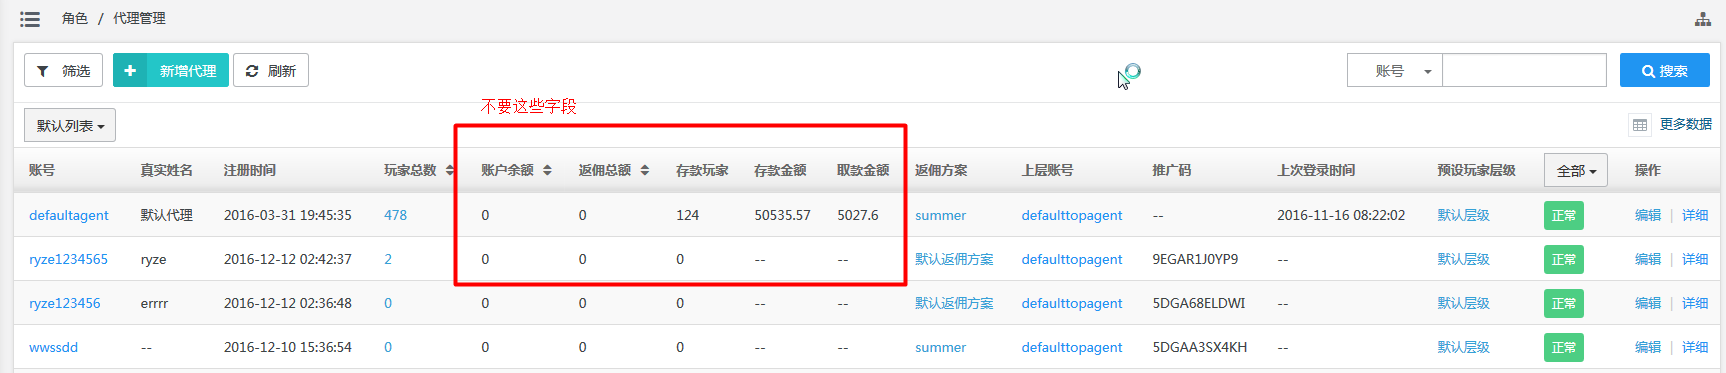 角色 / 代理管理
筛选 新增代理 刷新 账号 搜索
不要这些字段
默认列表 更多数据
账号 真实姓名 注册时间 玩家总数 账户余额 返佣总额 存款玩家 存款金额 取款金额 返佣方案 上层账号 推广码 上次登录时间 预设玩家层级 全部 操作
defaultagent 默认代理 2016-03-31 19:45:35 478 0 0 124 50535.57 5027.6 summer defaulttopagent -- 2016-11-16 08:22:02 默认层级 正常 编辑 | 详细
ryze1234565 ryze 2016-12-12 02:42:37 2 0 0 0 -- -- 默认返佣方案 defaulttopagent 9EGAR1J0YP9 -- 默认层级 正常 编辑 | 详细
ryze123456 errrr 2016-12-12 02:36:48 0 0 0 0 -- -- 默认返佣方案 defaulttopagent 5DGA68ELDWI -- 默认层级 正常 编辑 | 详细
wwssdd -- 2016-12-10 15:36:54 0 0 0 0 -- -- summer defaulttopagent 5DGAA3SX4KH -- 默认层级 正常 编辑 | 详细